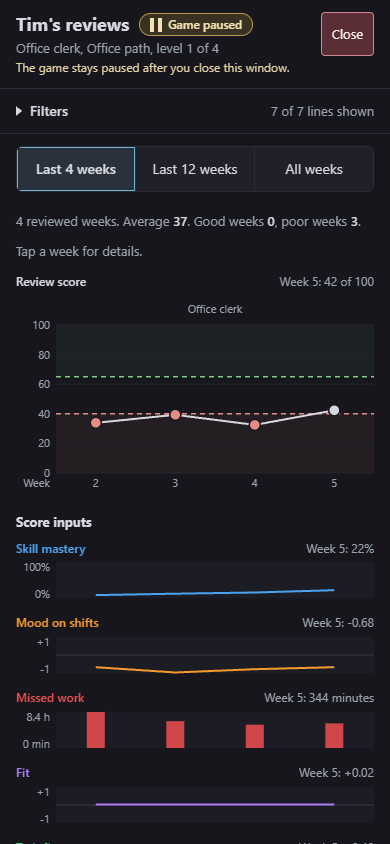 Tim's reviews
Game paused
Close
Office clerk, Office path, level 1 of 4
The game stays paused after you close this window.
Filters
7 of 7 lines shown
Last 4 weeks
Last 12 weeks
All weeks
4 reviewed weeks. Average 37. Good weeks 0, poor weeks 3.
Tap a week for details.
Review score
Week 5: 42 of 100
Office clerk
100
80
60
40
20
0
Week
2
3
4
5
Score inputs
Skill mastery
Week 5: 22%
100%
0%
Mood on shifts
Week 5: -0.68
+1
-1
Missed work
Week 5: 344 minutes
8.4 h
0 min
Fit
Week 5: +0.02
+1
-1